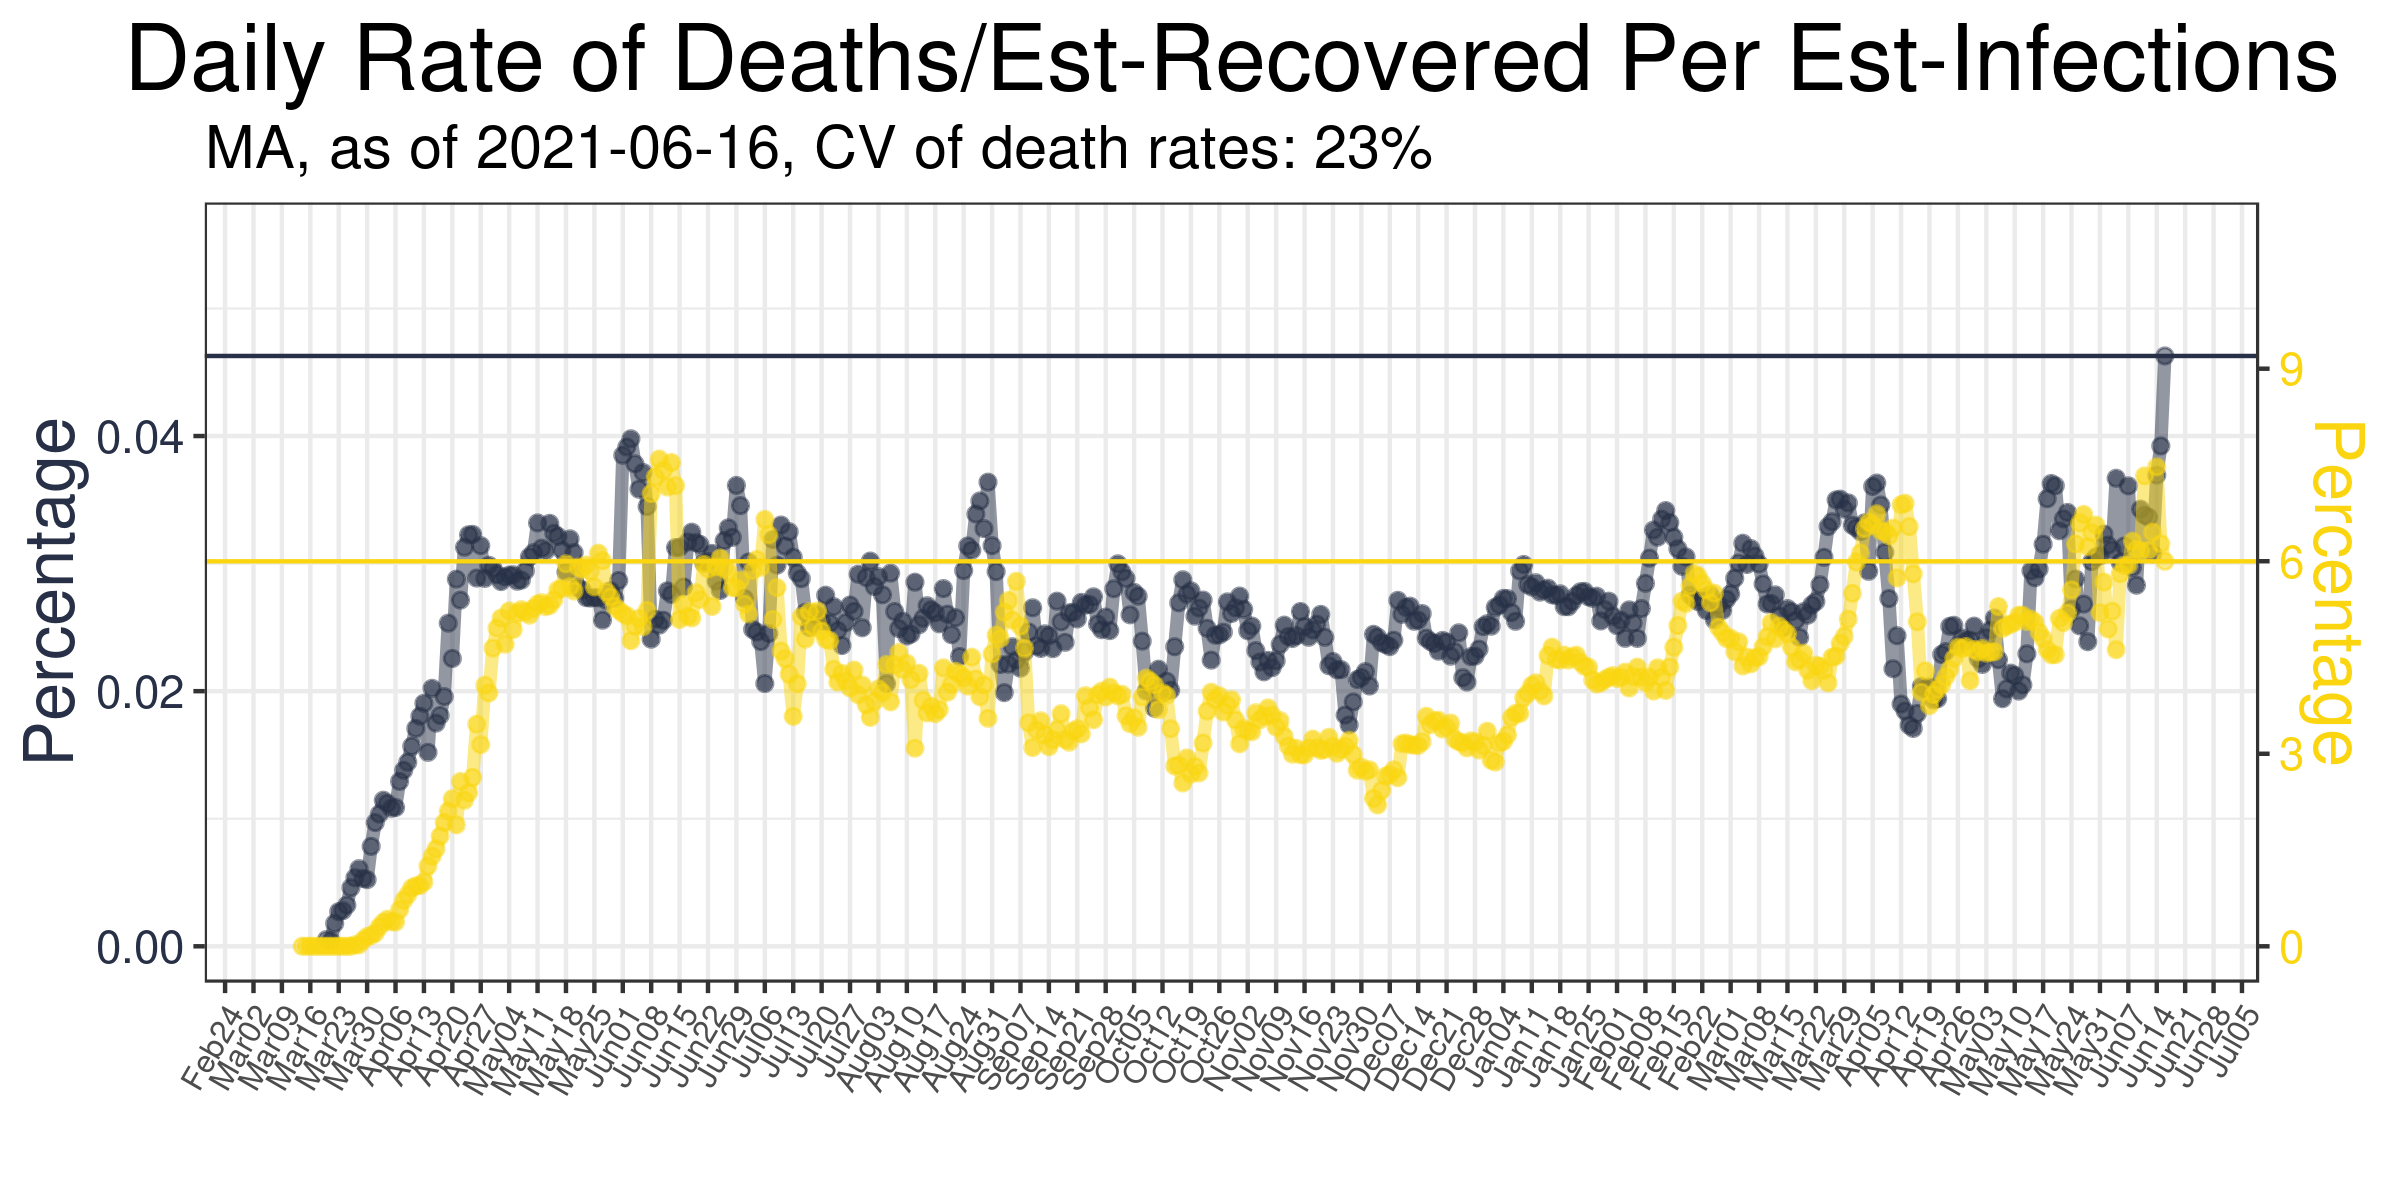 Daily Rate of Deaths/Est-Recovered Per Est-Infections
MA, as of 2021-06-16, CV of death rates: 23%
Percentage
0.04
0.02
0.00
9
6
3
0
Percentage
Feb24
Mar02
Mar09
Mar16
Mar23
Mar30
Apr06
Apr13
Apr20
Apr27
May04
May11
May18
May25
Jun01
Jun08
Jun15
Jun22
Jun29
Jul06
Jul13
Jul20
Jul27
Aug03
Aug10
Aug17
Aug24
Aug31
Sep07
Sep14
Sep21
Sep28
Oct05
Oct12
Oct19
Oct26
Nov02
Nov09
Nov16
Nov23
Nov30
Dec07
Dec14
Dec21
Dec28
Jan04
Jan11
Jan18
Jan25
Feb01
Feb08
Feb15
Feb22
Mar01
Mar08
Mar15
Mar22
Mar29
Apr05
Apr12
Apr19
Apr26
May03
May10
May17
May24
May31
Jun07
Jun14
Jun21
Jun28
Jul05